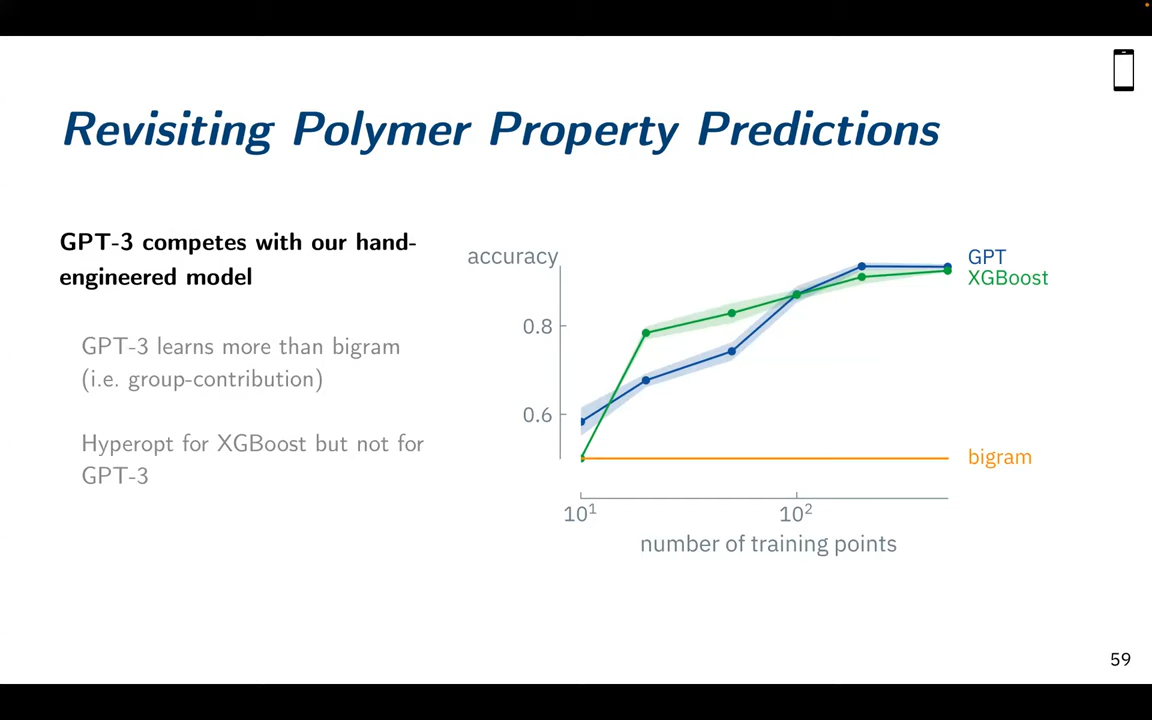 Revisiting Polymer Property Predictions
GPT-3 competes with our hand-
engineered model
GPT-3 learns more than bigram
(i.e. group-contribution)
Hyperopt for XGBoost but not for
GPT-3
accuracy
0.8
0.6
10¹
10²
number of training points
GPT
XGBoost
bigram
59